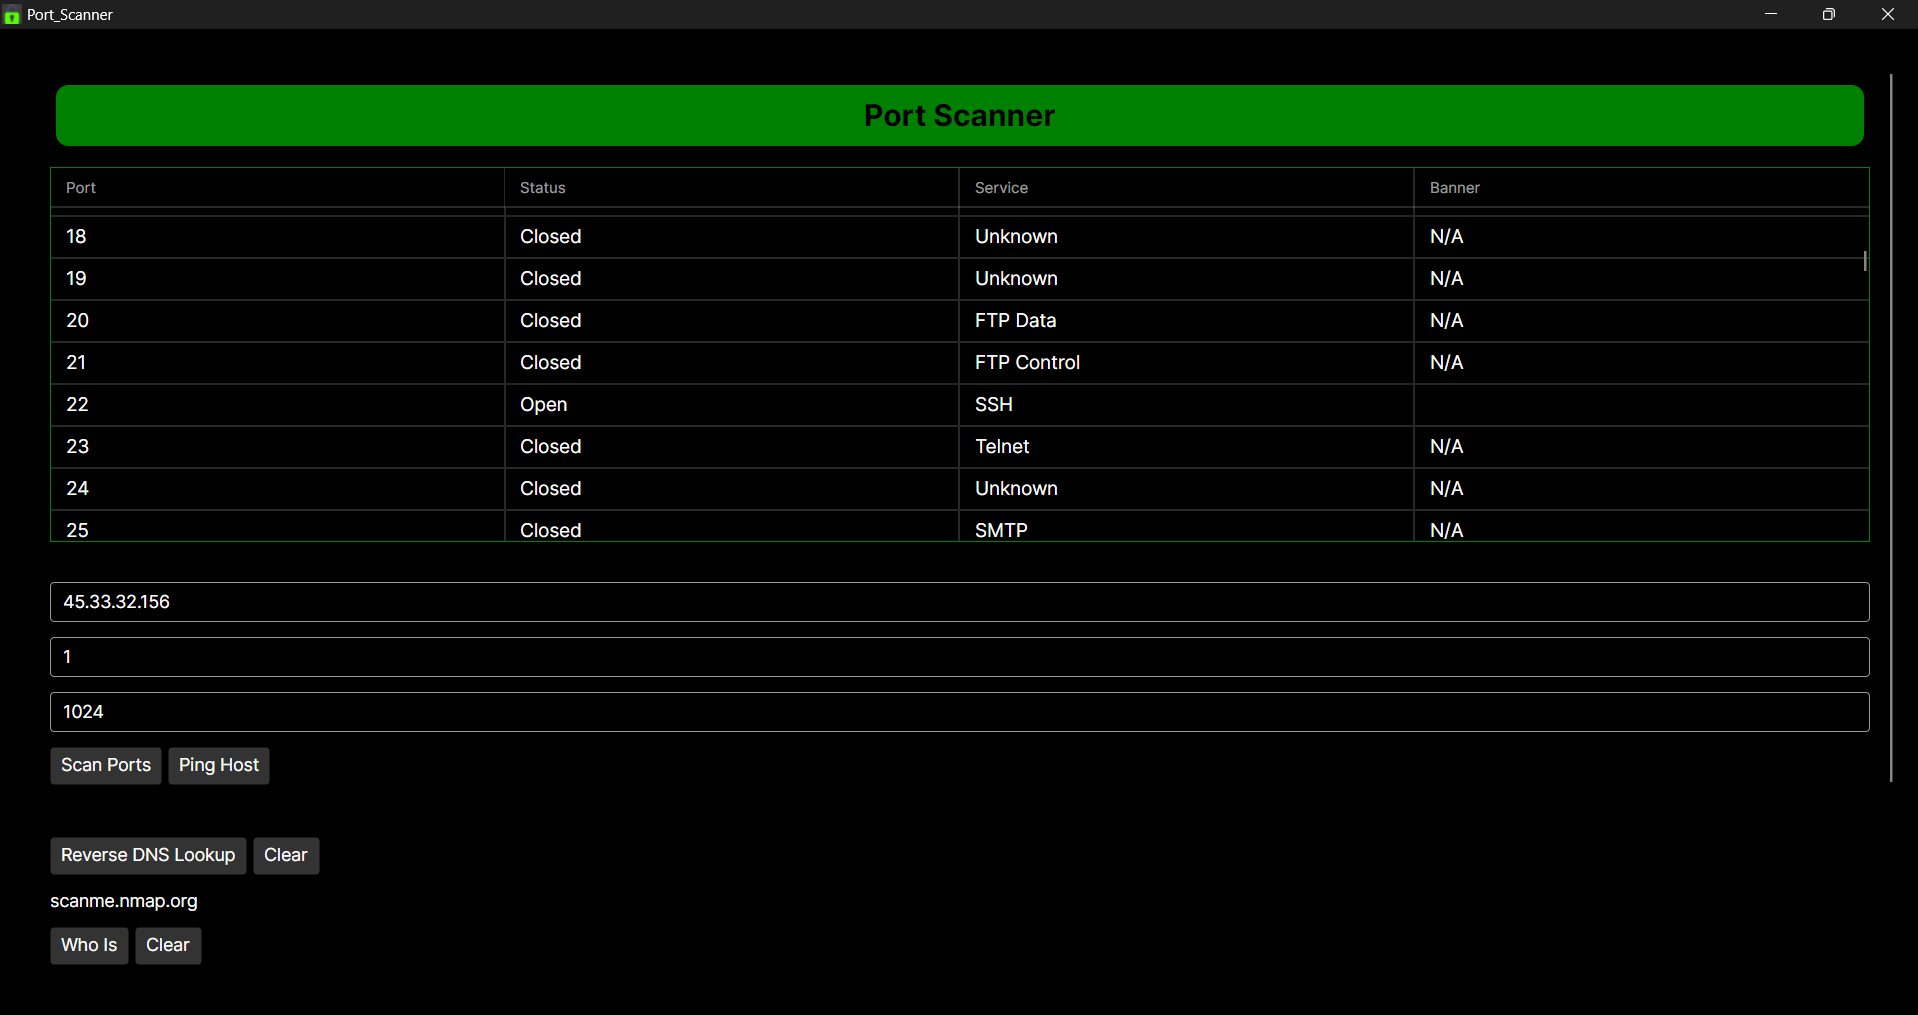 Port_Scanner
Port Scanner
Port Status Service Banner
18 Closed Unknown N/A
19 Closed Unknown N/A
20 Closed FTP Data N/A
21 Closed FTP Control N/A
22 Open SSH
23 Closed Telnet N/A
24 Closed Unknown N/A
25 Closed SMTP N/A
45.33.32.156
1
1024
Scan Ports Ping Host
Reverse DNS Lookup Clear
scanme.nmap.org
Who Is Clear